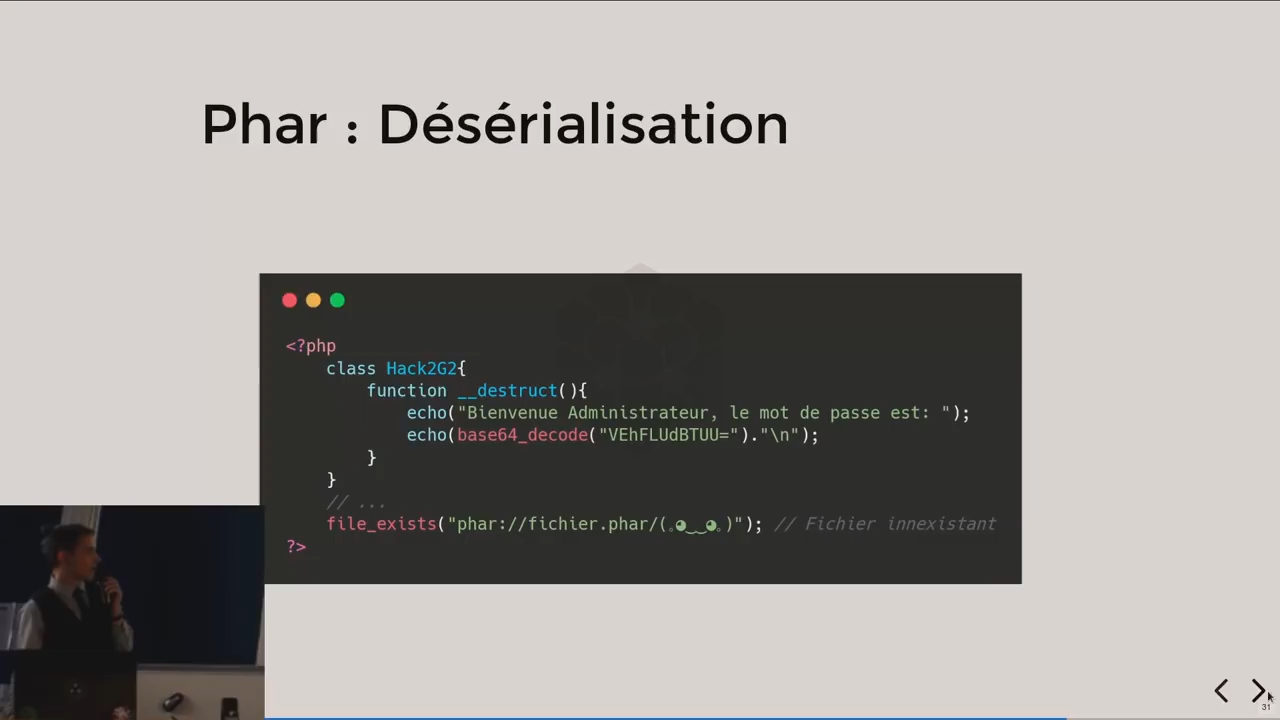 Phar : Désérialisation
<?php
class Hack2G2{
function __destruct(){
echo("Bienvenue Administrateur, le mot de passe est: ");
echo(base64_decode("VEhFLUdBTUU=")."\n");
}
}
// ...
file_exists("phar://fichier.phar/(｡◕‿‿◕｡)"); // Fichier innexistant
?>
31